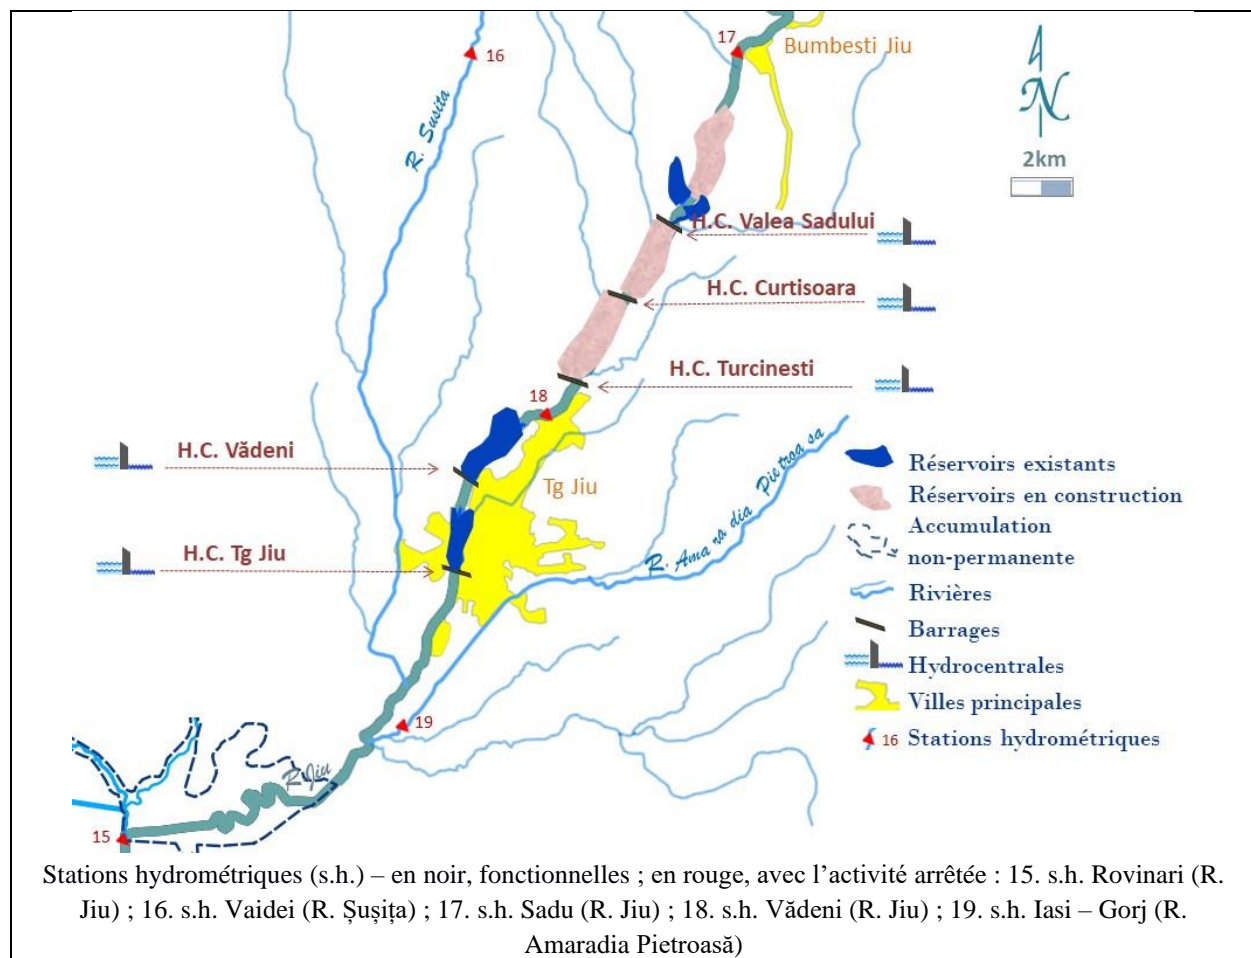 17
Bumbesti Jiu
16
R. Susita
N
2km
H.C. Valea Sadului
H.C. Curtisoara
H.C. Turcinesti
18
H.C. Vădeni
Tg Jiu
R. Amaradia Pietroasa
H.C. Tg Jiu
Réservoirs existants
Réservoirs en construction
Accumulation
non-permanente
Rivières
Barrages
Hydrocentrales
Villes principales
16 Stations hydrométriques
19
R Jiu
15
Stations hydrométriques (s.h.) – en noir, fonctionnelles ; en rouge, avec l’activité arrêtée : 15. s.h. Rovinari (R.
Jiu) ; 16. s.h. Vaidei (R. Șușița) ; 17. s.h. Sadu (R. Jiu) ; 18. s.h. Vădeni (R. Jiu) ; 19. s.h. Iasi – Gorj (R.
Amaradia Pietroasă)